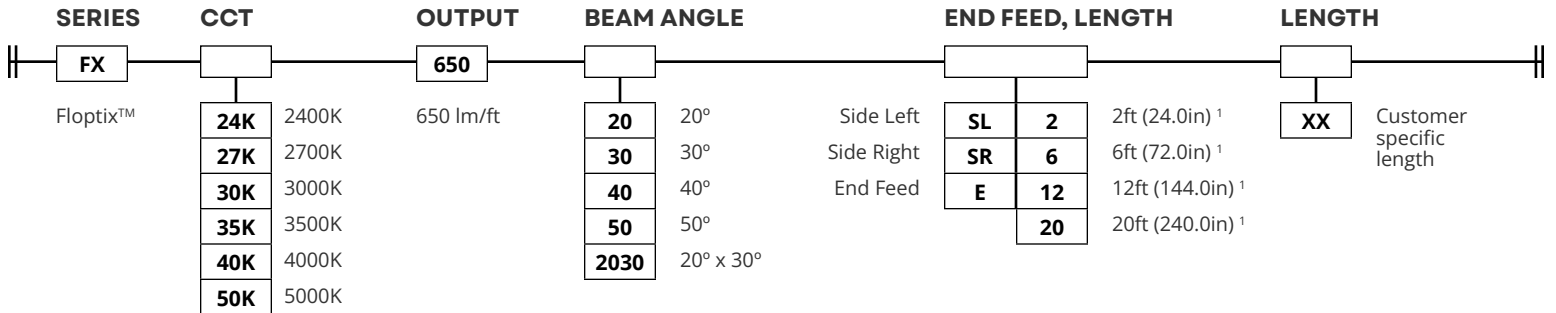 SERIES CCT OUTPUT BEAM ANGLE END FEED, LENGTH LENGTH
FX 650
Floptix™ 24K 2400K 650 lm/ft 20 20º Side Left SL 2 2ft (24.0in) ¹ XX Customer
specific
length
27K 2700K 30 30º Side Right SR 6 6ft (72.0in) ¹
30K 3000K 40 40º End Feed E 12 12ft (144.0in) ¹
35K 3500K 50 50º 20 20ft (240.0in) ¹
40K 4000K 2030 20º x 30º
50K 5000K